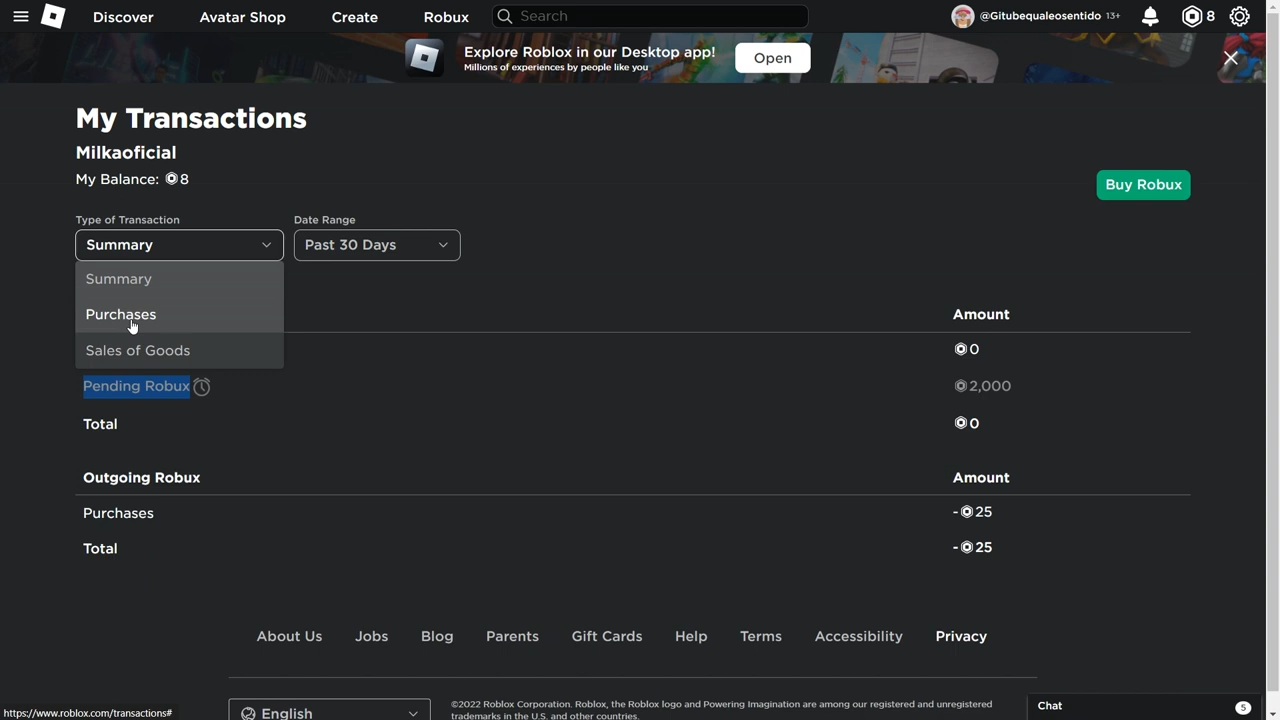 Discover Avatar Shop Create Robux Search @Gitubequaleosentido 13+ 8
Explore Roblox in our Desktop app!
Millions of experiences by people like you
Open
My Transactions
Milkaoficial
My Balance: 8
Buy Robux
Type of Transaction Date Range
Summary Past 30 Days
Summary
Purchases Amount
0
Sales of Goods
Pending Robux 2,000
Total 0
Outgoing Robux Amount
Purchases -25
Total -25
About Us Jobs Blog Parents Gift Cards Help Terms Accessibility Privacy
English
©2022 Roblox Corporation. Roblox, the Roblox logo and Powering Imagination are among our registered and unregistered
trademarks in the U.S. and other countries.
Chat 5
https://www.roblox.com/transactions#